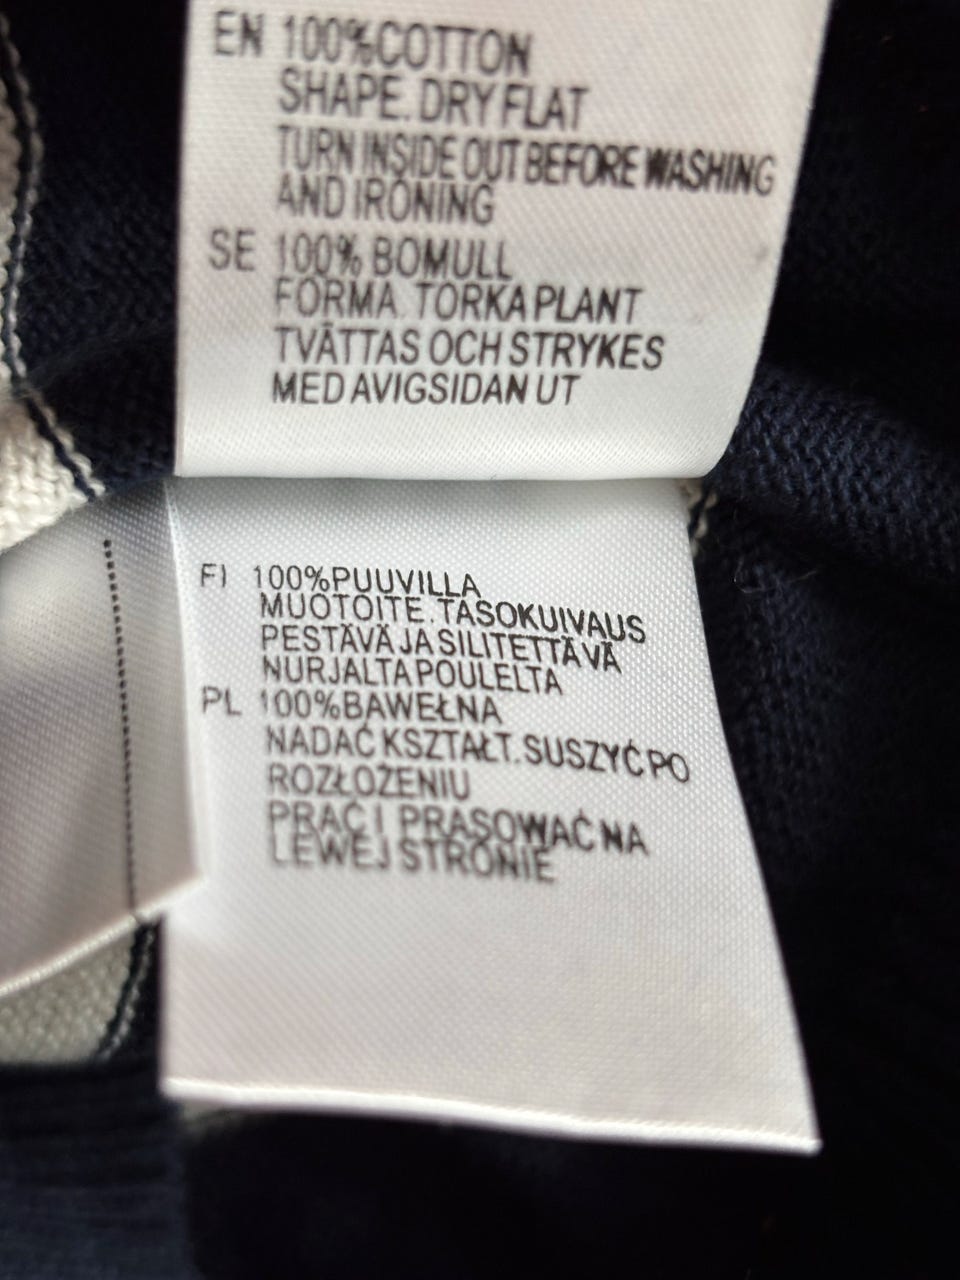 EN 100%COTTON
SHAPE. DRY FLAT
TURN INSIDE OUT BEFORE WASHING
AND IRONING
SE 100% BOMULL
FORMA. TORKA PLANT
TVÄTTAS OCH STRYKES
MED AVIGSIDAN UT
FI 100%PUUVILLA
MUOTOITE. TASOKUIVAUS
PESTÄVÄ JA SILITETTÄVÄ
NURJALTA POULELTA
PL 100%BAWEŁNA
NADAĆ KSZTAŁT. SUSZYĆ PO
ROZŁOŻENIU
PRAĆ I PRASOWAĆ NA
LEWEJ STRONIE